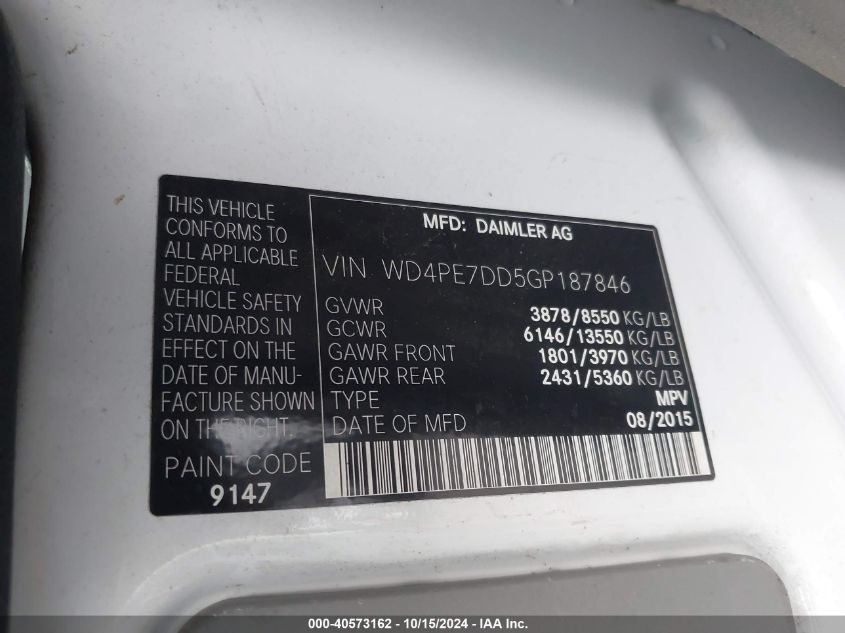 THIS VEHICLE
CONFORMS TO
ALL APPLICABLE
FEDERAL
VEHICLE SAFETY
STANDARDS IN
EFFECT ON THE
DATE OF MANU-
FACTURE SHOWN
ON THE RIGHT.
PAINT CODE
9147
MFD: DAIMLER AG
VIN WD4PE7DD5GP187846
GVWR 3878/8550 KG/LB
GCWR 6146/13550 KG/LB
GAWR FRONT 1801/3970 KG/LB
GAWR REAR 2431/5360 KG/LB
TYPE MPV
DATE OF MFD 08/2015
000-40573162 - 10/15/2024 - IAA Inc.